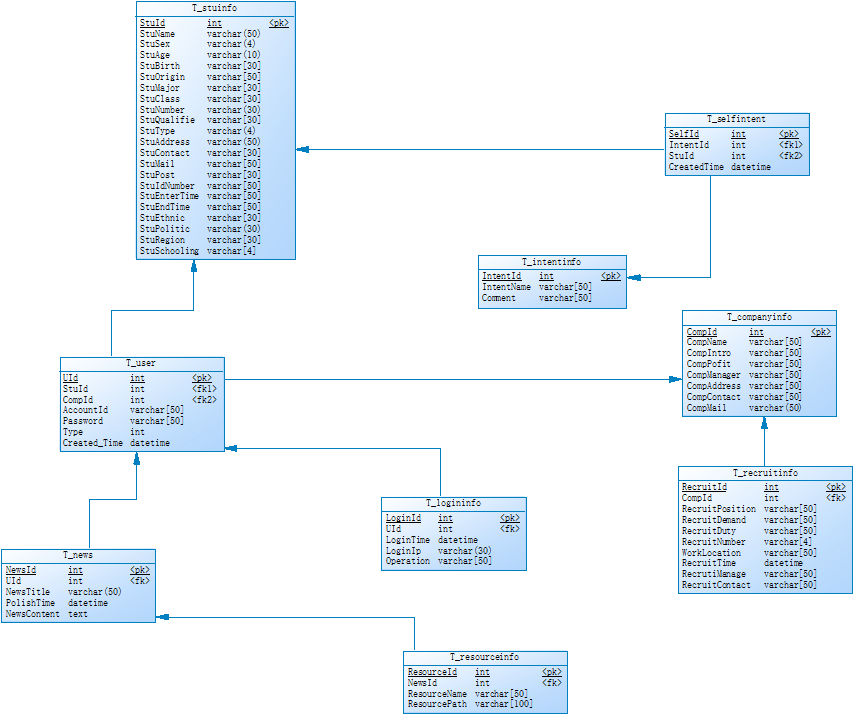 T_stuinfo
StuId int <pk>
StuName varchar(50)
StuSex varchar(4)
StuAge varchar(10)
StuBirth varchar[30]
StuOrigin varchar[50]
StuMajor varchar[30]
StuClass varchar[30]
StuNumber varchar(30)
StuQualifie varchar[30]
StuType varchar(4)
StuAddress varchar(50)
StuContact varchar[30]
StuMail varchar[50]
StuPost varchar[30]
StuIdNumber varchar[50]
StuEnterTime varchar[50]
StuEndTime varchar[50]
StuEthnic varchar[30]
StuPolitic varchar(30)
StuRegion varchar[30]
StuSchooling varchar[4]
T_selfintent
SelfId int <pk>
IntentId int <fk1>
StuId int <fk2>
CreatedTime datetime
T_intentinfo
IntentId int <pk>
IntentName varchar[50]
Comment varchar[50]
T_companyinfo
CompId int <pk>
CompName varchar[50]
CompIntro varchar[50]
CompPofit varchar[50]
CompManager varchar[50]
CompAddress varchar[50]
CompContact varchar[50]
CompMail varchar(50)
T_user
UId int <pk>
StuId int <fk1>
CompId int <fk2>
AccountId varchar[50]
Password varchar[50]
Type int
Created_Time datetime
T_recruitinfo
RecruitId int <pk>
CompId int <fk>
RecruitPosition varchar[50]
RecruitDemand varchar[50]
RecruitDuty varchar[50]
RecruitNumber varchar[4]
WorkLocation varchar[50]
RecruitTime datetime
RecrutiManage varchar[50]
RecruitContact varchar[50]
T_logininfo
LoginId int <pk>
UId int <fk>
LoginTime datetime
LoginIp varchar(30)
Operation varchar[50]
T_news
NewsId int <pk>
UId int <fk>
NewsTitle varchar(50)
PolishTime datetime
NewsContent text
T_resourceinfo
ResourceId int <pk>
NewsId int <fk>
ResourceName varchar[50]
ResourcePath varchar[100]